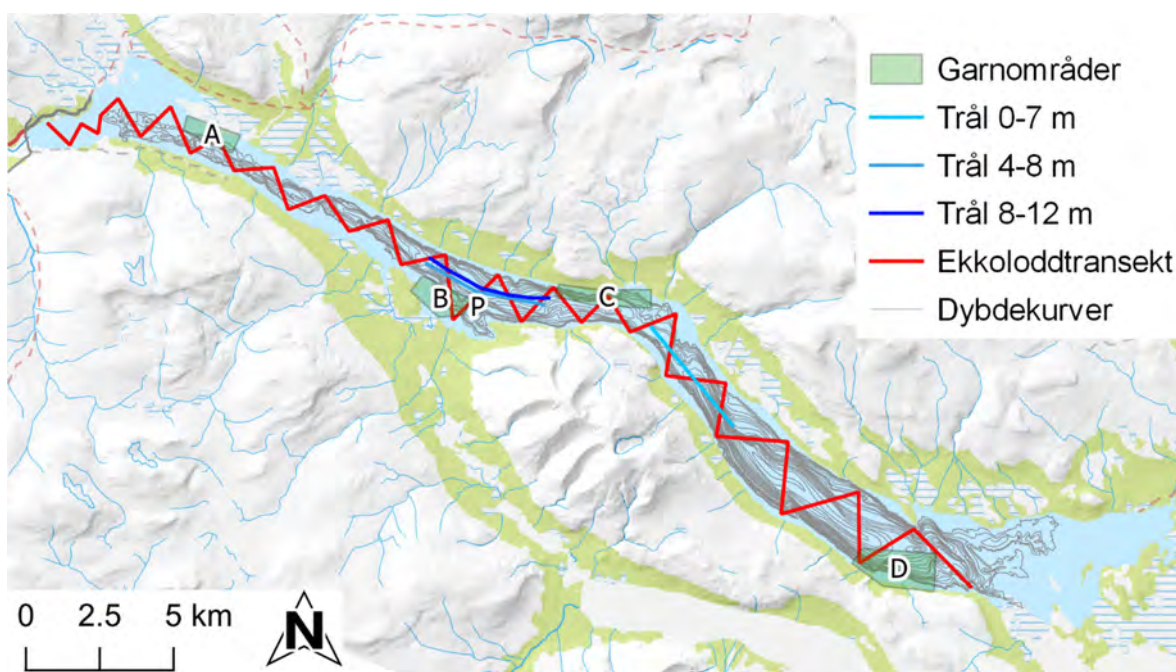 Garnområder
Trål 0-7 m
Trål 4-8 m
Trål 8-12 m
Ekkoloddtransekt
Dybdekurver
A
B
P
C
D
0 2.5 5 km
N